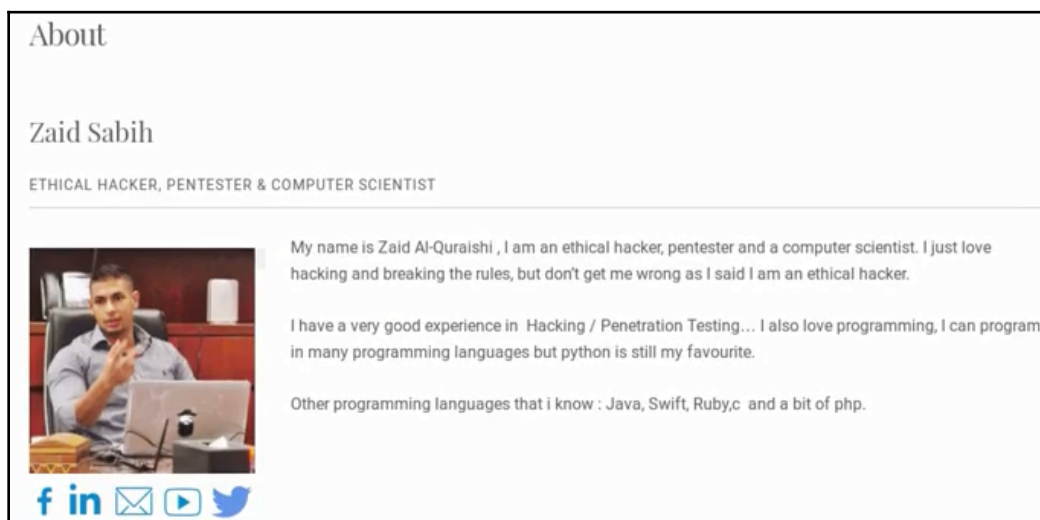 About
Zaid Sabih
ETHICAL HACKER, PENTESTER & COMPUTER SCIENTIST
My name is Zaid Al-Quraishi , I am an ethical hacker, pentester and a computer scientist. I just love
hacking and breaking the rules, but don't get me wrong as I said I am an ethical hacker.
I have a very good experience in Hacking / Penetration Testing... I also love programming, I can program
in many programming languages but python is still my favourite.
Other programming languages that i know : Java, Swift, Ruby,c and a bit of php.